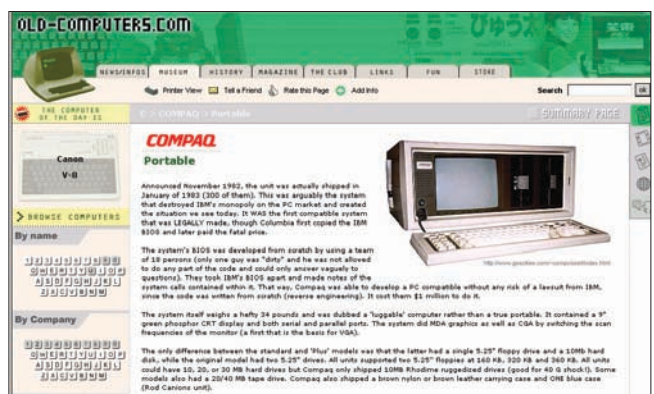 OLD-COMPUTERS.COM
NEWS/INFOS MUSEUM HISTORY MAGAZINE THE CLUB LINKS FUN STORE
Printer View Tell a Friend Rate this Page Add Info Search ok
THE COMPUTER
OF THE DAY IS
C > COMPAQ > Portable
SUMMARY PAGE
Canon
V-8
BROWSE COMPUTERS
By name
By Company
COMPAQ
Portable
Announced November 1982, the unit was actually shipped in
January of 1983 (200 of them). This was arguably the system
that destroyed IBM's monopoly on the PC market and created
the situation we see today. It WAS the first compatible system
that was LEGALLY made, though Columbia first copied the IBM
BIOS and later paid the fatal price.
The system's BIOS was developed from scratch by using a team
of 18 persons (only one guy was "dirty" and he was not allowed
to do any part of the code and could only answer vaguely to
questions). They took IBM's BIOS apart and made notes of the
system calls contained within it. That way, Compaq was able to develop a PC compatible without any risk of a lawsuit from IBM,
since the code was written from scratch (reverse engineering). It cost them $1 million to do it.
The system itself weighs a hefty 34 pounds and was dubbed a 'luggable' computer rather than a true portable. It contained a 9"
green phosphor CRT display and both serial and parallel ports. The system did MDA graphics as well as CGA by switching the scan
frequencies of the monitor (a first that is the basis for VGA).
The only difference between the standard and 'Plus' models was that the latter had a single 5.25" floppy drive and a 10Mb hard
disk, while the original model had two 5.25" drives. All units supported two 5.25" floppies at 160 KB, 320 KB and 360 KB. All units
could have 10, 20, or 30 MB hard drives but Compaq only shipped 10MB Rhodime ruggedized drives (good for 40 G shock!). Some
models also had a 20/40 MB tape drive. Compaq also shipped a brown nylon or brown leather carrying case and ONE blue case
(Rod Canions unit).